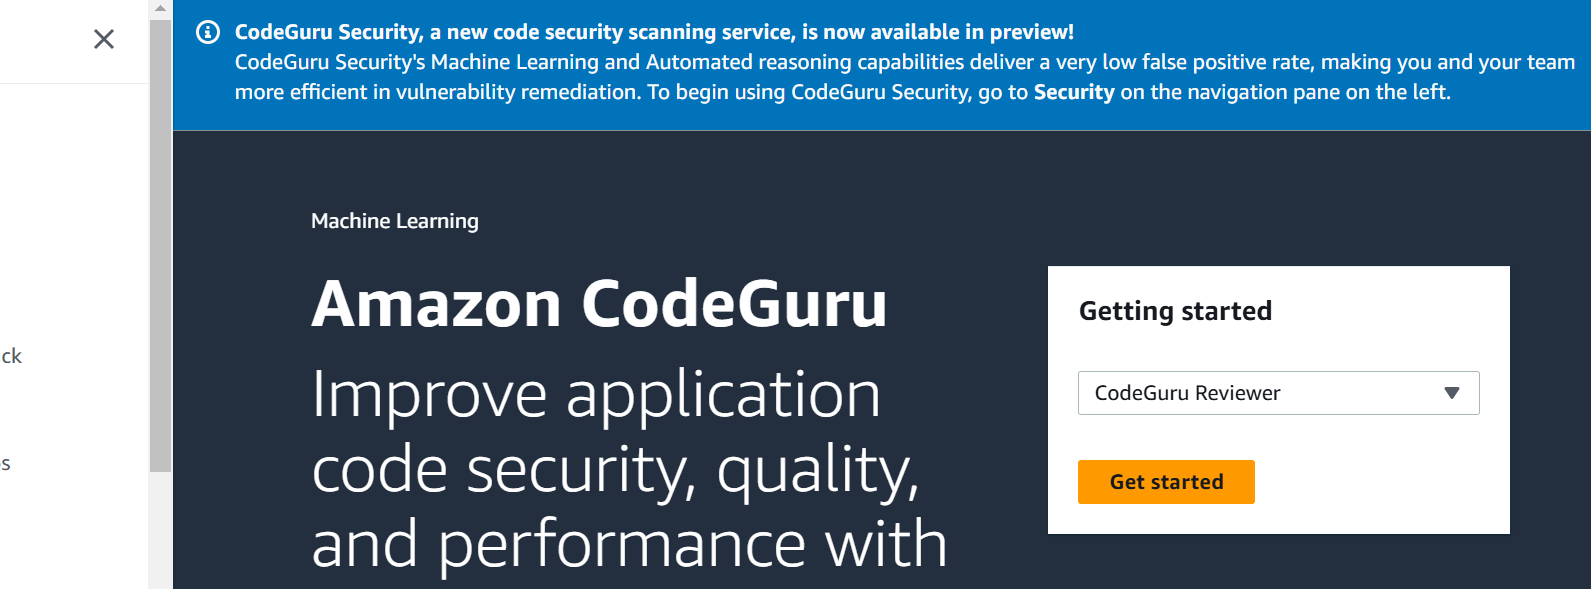 CodeGuru Security, a new code security scanning service, is now available in preview!
CodeGuru Security's Machine Learning and Automated reasoning capabilities deliver a very low false positive rate, making you and your team
more efficient in vulnerability remediation. To begin using CodeGuru Security, go to Security on the navigation pane on the left.
Machine Learning
Amazon CodeGuru
Improve application
code security, quality,
and performance with
Getting started
CodeGuru Reviewer
Get started
ck
s